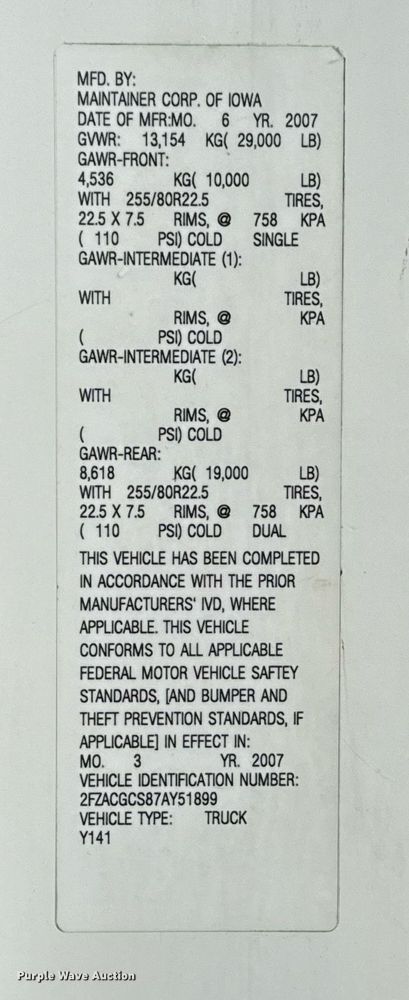 MFD. BY:
MAINTAINER CORP. OF IOWA
DATE OF MFR:MO. 6 YR. 2007
GVWR: 13,154 KG( 29,000 LB)
GAWR-FRONT:
4,536 KG( 10,000 LB)
WITH 255/80R22.5 TIRES,
22.5 X 7.5 RIMS, @ 758 KPA
( 110 PSI) COLD SINGLE
GAWR-INTERMEDIATE (1):
KG( LB)
WITH TIRES,
RIMS, @ KPA
( PSI) COLD
GAWR-INTERMEDIATE (2):
KG( LB)
WITH TIRES,
RIMS, @ KPA
( PSI) COLD
GAWR-REAR:
8,618 KG( 19,000 LB)
WITH 255/80R22.5 TIRES,
22.5 X 7.5 RIMS, @ 758 KPA
( 110 PSI) COLD DUAL
THIS VEHICLE HAS BEEN COMPLETED
IN ACCORDANCE WITH THE PRIOR
MANUFACTURERS' IVD, WHERE
APPLICABLE. THIS VEHICLE
CONFORMS TO ALL APPLICABLE
FEDERAL MOTOR VEHICLE SAFTEY
STANDARDS, [AND BUMPER AND
THEFT PREVENTION STANDARDS, IF
APPLICABLE] IN EFFECT IN:
MO. 3 YR. 2007
VEHICLE IDENTIFICATION NUMBER:
2FZACGCS87AY51899
VEHICLE TYPE: TRUCK
Y141
Purple Wave Auction